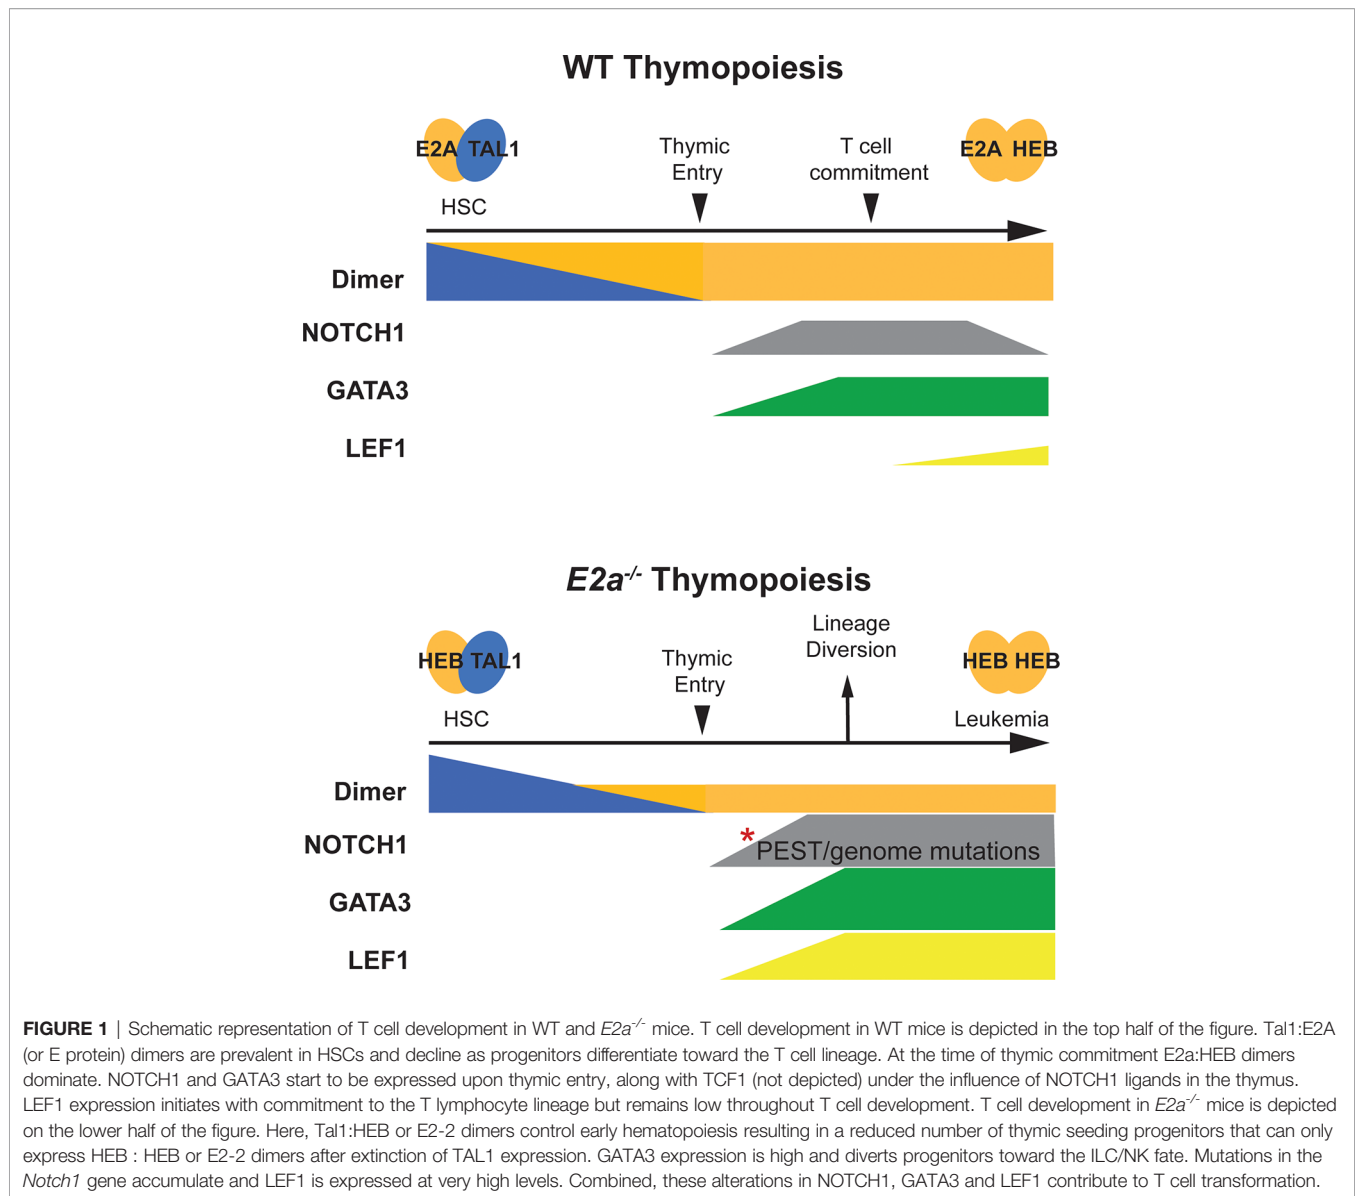 WT Thymopoiesis
E2A TAL1
Thymic
Entry
T cell
commitment
E2A HEB
HSC
Dimer
NOTCH1
GATA3
LEF1
E2a-/- Thymopoiesis
HEB TAL1
Thymic
Entry
Lineage
Diversion
HEB HEB
HSC
Leukemia
Dimer
NOTCH1
* PEST/genome mutations
GATA3
LEF1
FIGURE 1 | Schematic representation of T cell development in WT and E2a-/- mice. T cell development in WT mice is depicted in the top half of the figure. Tal1:E2A
(or E protein) dimers are prevalent in HSCs and decline as progenitors differentiate toward the T cell lineage. At the time of thymic commitment E2a:HEB dimers
dominate. NOTCH1 and GATA3 start to be expressed upon thymic entry, along with TCF1 (not depicted) under the influence of NOTCH1 ligands in the thymus.
LEF1 expression initiates with commitment to the T lymphocyte lineage but remains low throughout T cell development. T cell development in E2a-/- mice is depicted
on the lower half of the figure. Here, Tal1:HEB or E2-2 dimers control early hematopoiesis resulting in a reduced number of thymic seeding progenitors that can only
express HEB : HEB or E2-2 dimers after extinction of TAL1 expression. GATA3 expression is high and diverts progenitors toward the ILC/NK fate. Mutations in the
Notch1 gene accumulate and LEF1 is expressed at very high levels. Combined, these alterations in NOTCH1, GATA3 and LEF1 contribute to T cell transformation.